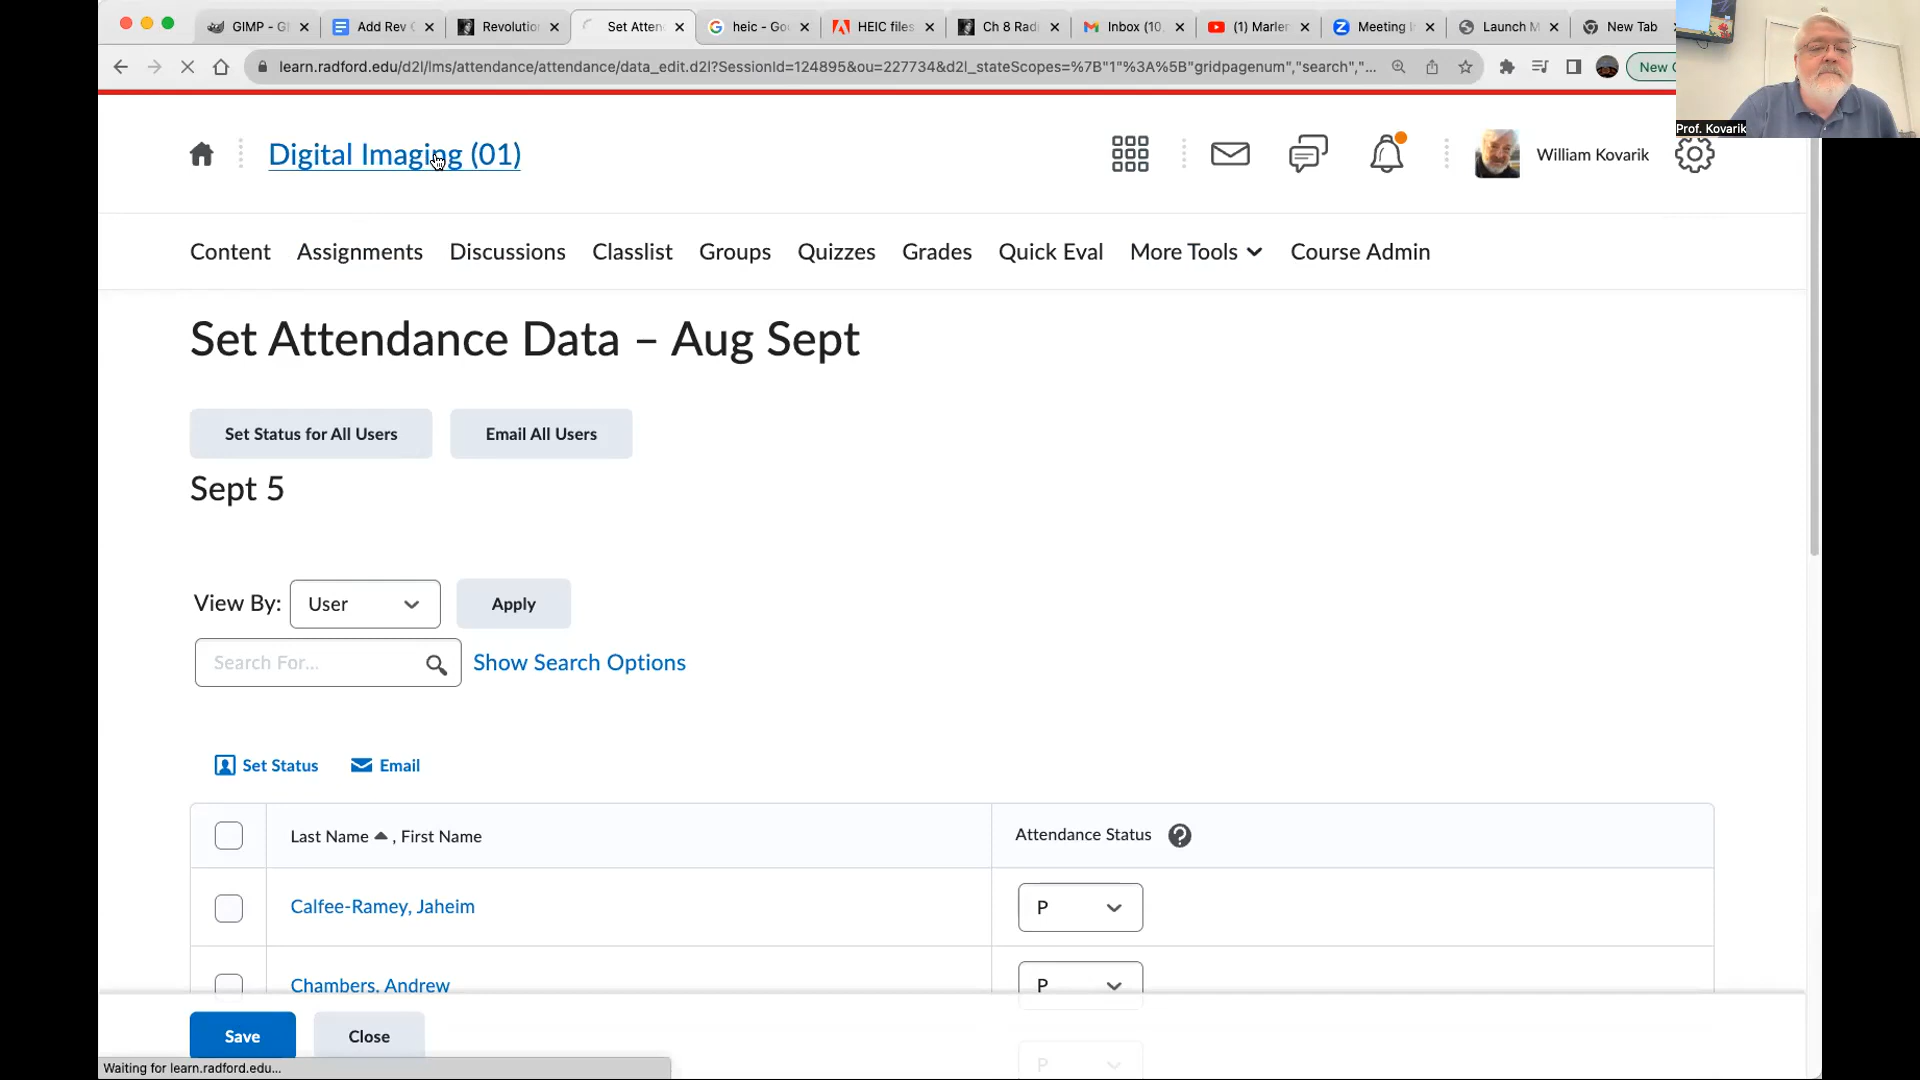 GIMP - G
Add Rev
Revolution
Set Atten
heic - Go
HEIC files
Ch 8 Radi
Inbox (10
(1) Marle
Meeting
Launch M
New Tab
learn.radford.edu/d2l/lms/attendance/attendance/data_edit.d2l?SessionId=124895&ou=227734&d2l_stateScopes=%7B"1"%3A%5B"gridpagenum","search","...
New
Prof. Kovarik
Digital Imaging (01)
William Kovarik
Content Assignments Discussions Classlist Groups Quizzes Grades Quick Eval More Tools Course Admin
Set Attendance Data – Aug Sept
Set Status for All Users Email All Users
Sept 5
View By: User Apply
Search For... Show Search Options
Set Status Email
Last Name , First Name Attendance Status ?
Calfee-Ramey, Jaheim P
Chambers, Andrew P
P
Save Close
Waiting for learn.radford.edu...